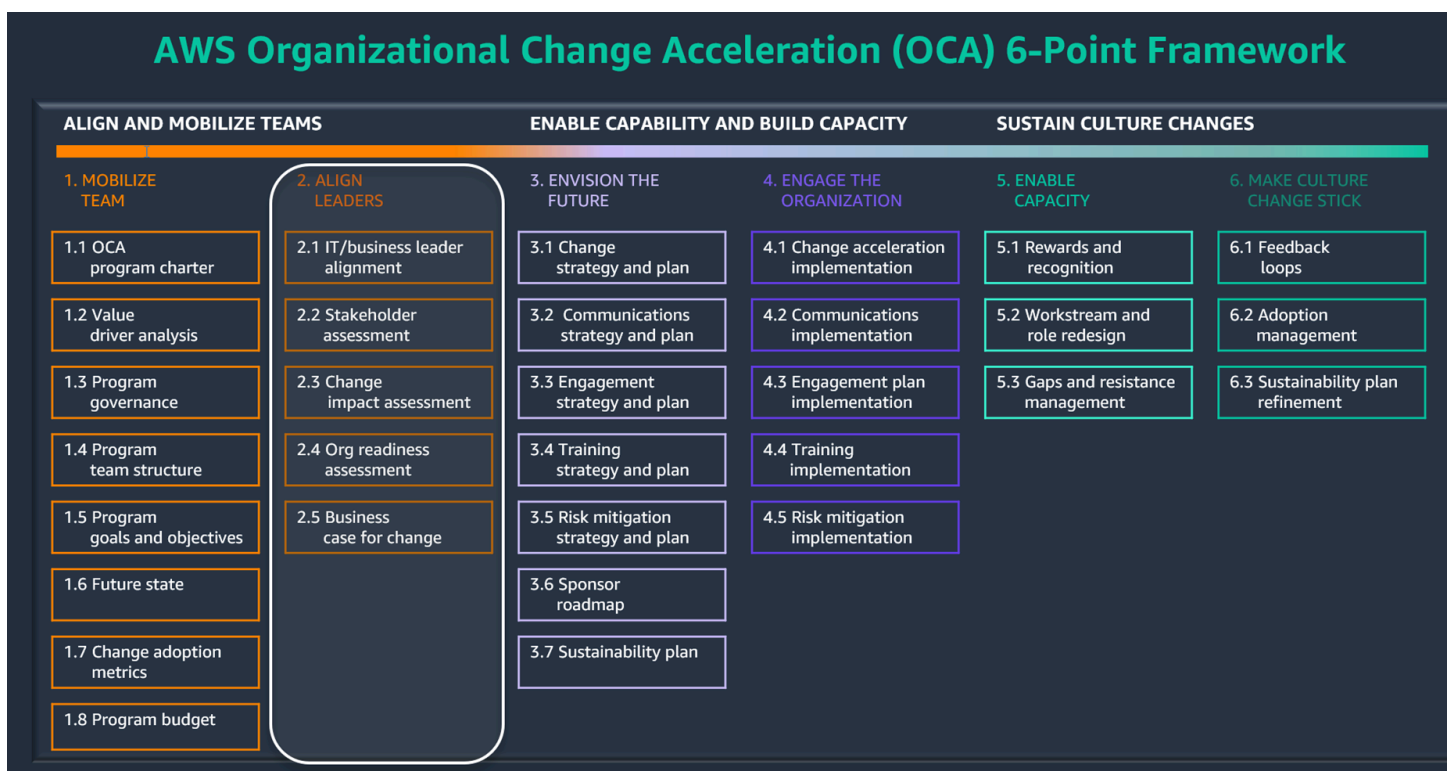 AWS Organizational Change Acceleration (OCA) 6-Point Framework
ALIGN AND MOBILIZE TEAMS
ENABLE CAPABILITY AND BUILD CAPACITY
SUSTAIN CULTURE CHANGES
1. MOBILIZE
TEAM
1.1 OCA
program charter
1.2 Value
driver analysis
1.3 Program
governance
1.4 Program
team structure
1.5 Program
goals and objectives
1.6 Future state
1.7 Change adoption
metrics
1.8 Program budget
2. ALIGN
LEADERS
2.1 IT/business leader
alignment
2.2 Stakeholder
assessment
2.3 Change
impact assessment
2.4 Org readiness
assessment
2.5 Business
case for change
3. ENVISION THE
FUTURE
3.1 Change
strategy and plan
3.2 Communications
strategy and plan
3.3 Engagement
strategy and plan
3.4 Training
strategy and plan
3.5 Risk mitigation
strategy and plan
3.6 Sponsor
roadmap
3.7 Sustainability plan
4. ENGAGE THE
ORGANIZATION
4.1 Change acceleration
implementation
4.2 Communications
implementation
4.3 Engagement plan
implementation
4.4 Training
implementation
4.5 Risk mitigation
implementation
5. ENABLE
CAPACITY
5.1 Rewards and
recognition
5.2 Workstream and
role redesign
5.3 Gaps and resistance
management
6. MAKE CULTURE
CHANGE STICK
6.1 Feedback
loops
6.2 Adoption
management
6.3 Sustainability plan
refinement